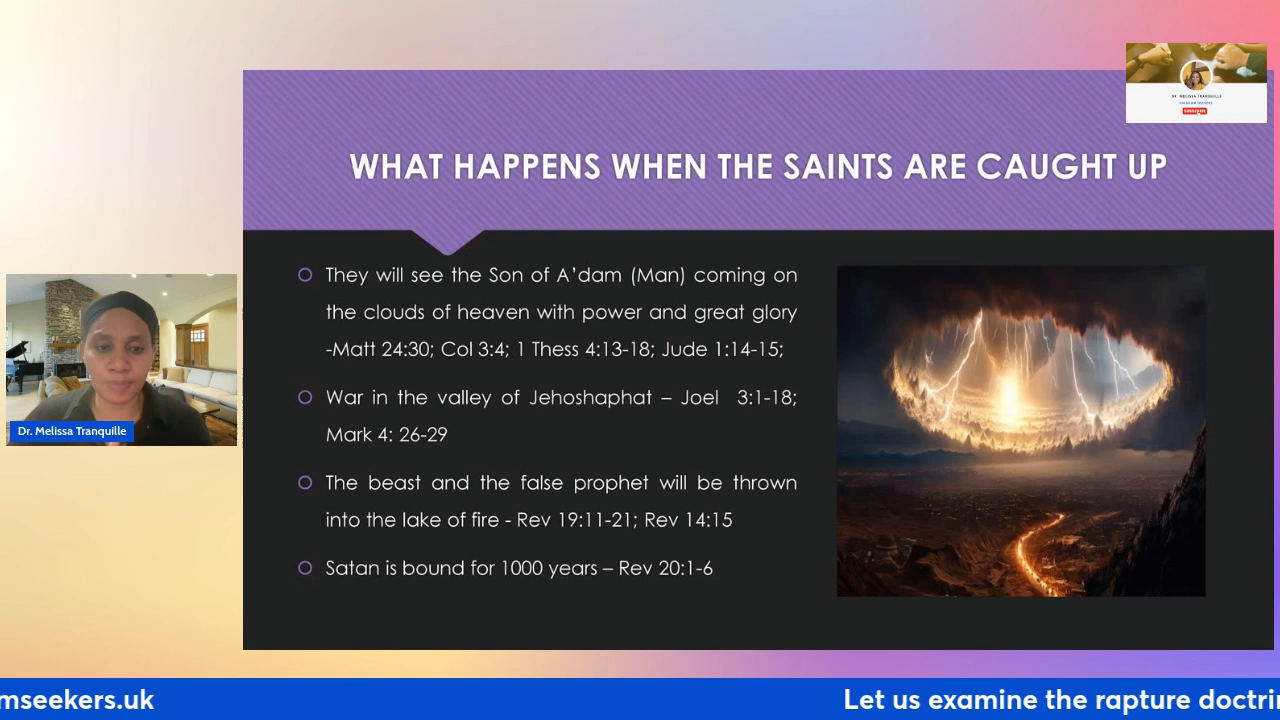 DR. MELISSA TRANQUILLE
SUBSCRIBE
WHAT HAPPENS WHEN THE SAINTS ARE CAUGHT UP
They will see the Son of A’dam (Man) coming on
the clouds of heaven with power and great glory
-Matt 24:30; Col 3:4; 1 Thess 4:13-18; Jude 1:14-15;
War in the valley of Jehoshaphat – Joel 3:1-18;
Mark 4: 26-29
The beast and the false prophet will be thrown
into the lake of fire - Rev 19:11-21; Rev 14:15
Satan is bound for 1000 years – Rev 20:1-6
Dr. Melissa Tranquille
mseekers.uk
Let us examine the rapture doctri